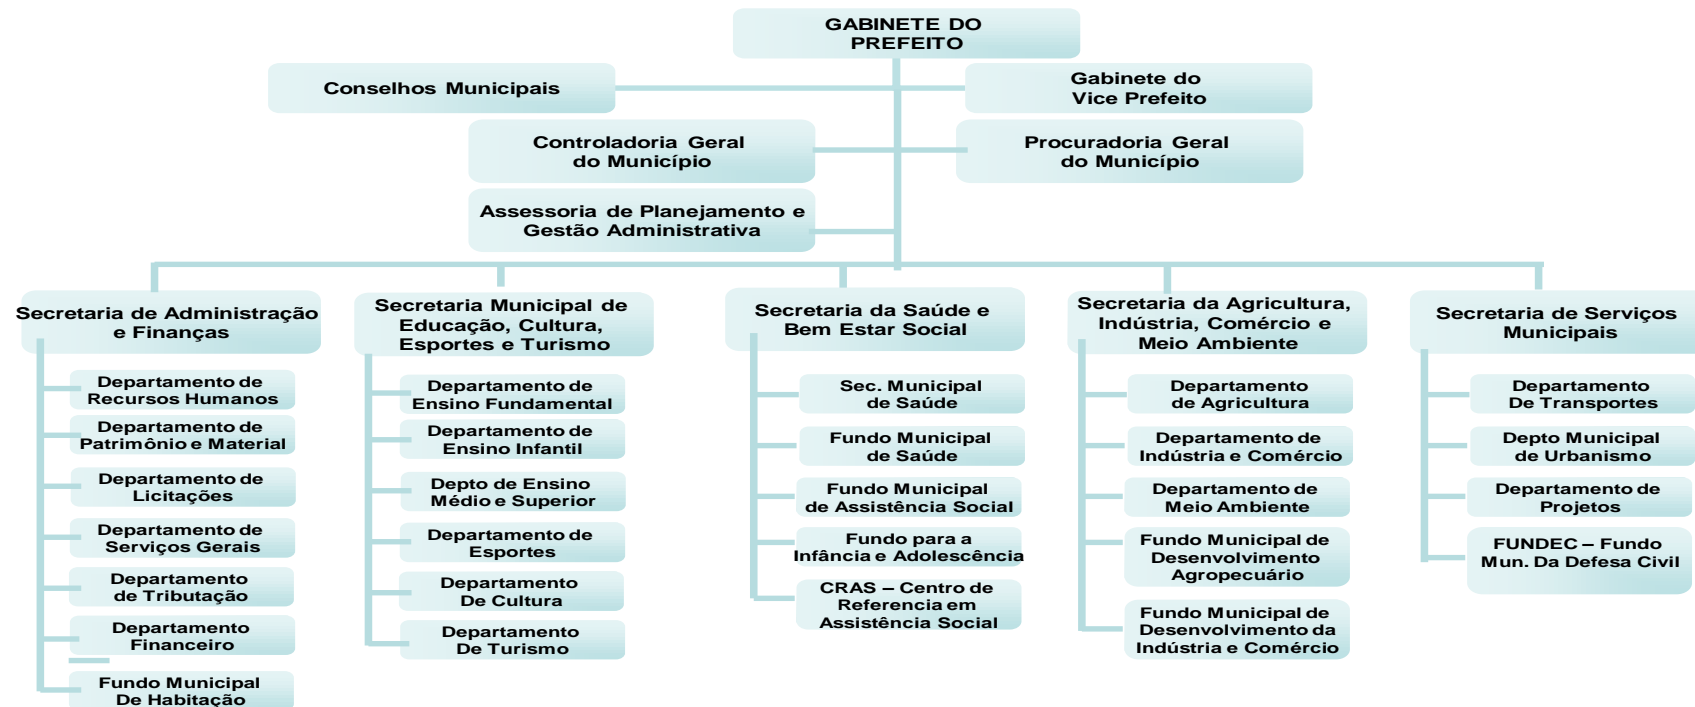 GABINETE DO
PREFEITO
Conselhos Municipais
Gabinete do
Vice Prefeito
Controladoria Geral
do Município
Procuradoria Geral
do Município
Assessoria de Planejamento e
Gestão Administrativa
Secretaria de Administração
e Finanças
Departamento de
Recursos Humanos
Departamento de
Patrimônio e Material
Departamento de
Licitações
Departamento de
Serviços Gerais
Departamento
de Tributação
Departamento
Financeiro
Fundo Municipal
De Habitação
Secretaria Municipal de
Educação, Cultura,
Esportes e Turismo
Departamento de
Ensino Fundamental
Departamento de
Ensino Infantil
Depto de Ensino
Médio e Superior
Departamento de
Esportes
Departamento
De Cultura
Departamento
De Turismo
Secretaria da Saúde e
Bem Estar Social
Sec. Municipal
de Saúde
Fundo Municipal
de Saúde
Fundo Municipal
de Assistência Social
Fundo para a
Infância e Adolescência
CRAS – Centro de
Referencia em
Assistência Social
Secretaria da Agricultura,
Indústria, Comércio e
Meio Ambiente
Departamento
de Agricultura
Departamento de
Indústria e Comércio
Departamento de
Meio Ambiente
Fundo Municipal de
Desenvolvimento
Agropecuário
Fundo Municipal de
Desenvolvimento da
Indústria e Comércio
Secretaria de Serviços
Municipais
Departamento
De Transportes
Depto Municipal
de Urbanismo
Departamento de
Projetos
FUNDEC – Fundo
Mun. Da Defesa Civil